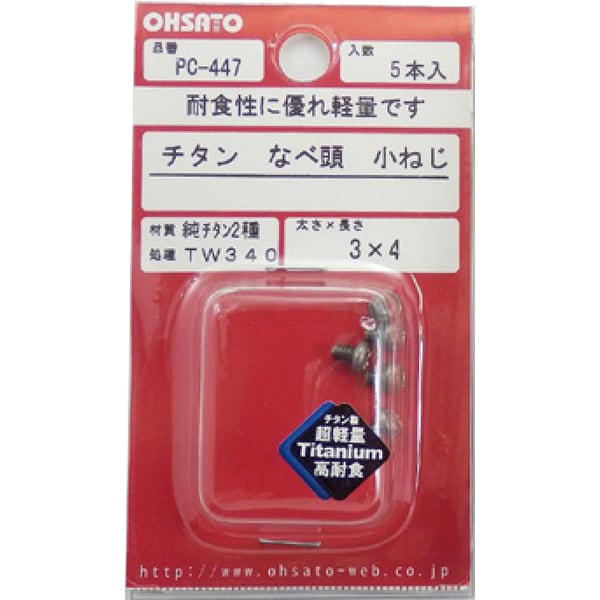 OHSATO
品番
PC-447
入数
5本入
耐食性に優れ軽量です
チタン なべ頭 小ねじ
材質 純チタン2種
処理 TW340
太さ×長さ
3×4
チタン製
超軽量
Titanium
高耐食
http://www.ohsato-web.co.jp